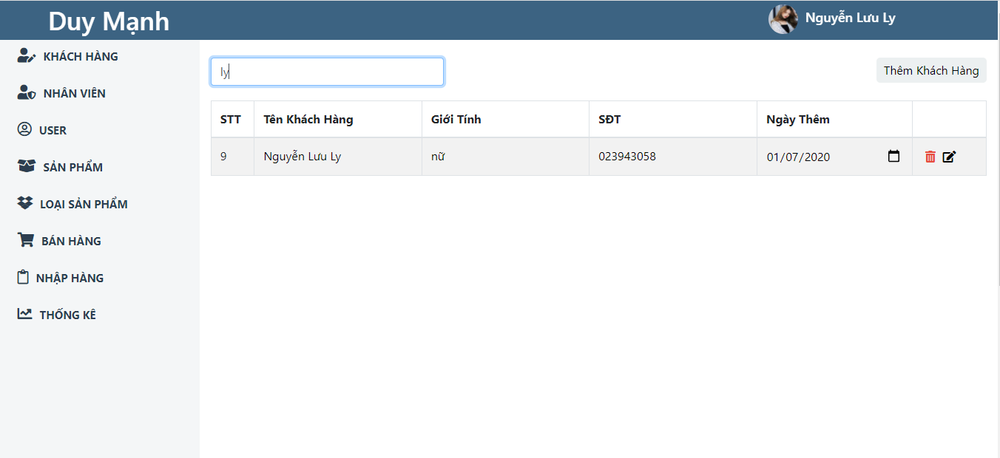 Duy Mạnh
Nguyễn Lưu Ly
KHÁCH HÀNG
NHÂN VIÊN
USER
SẢN PHẨM
LOẠI SẢN PHẨM
BÁN HÀNG
NHẬP HÀNG
THỐNG KÊ
ly
Thêm Khách Hàng
STT Tên Khách Hàng Giới Tính SĐT Ngày Thêm
9 Nguyễn Lưu Ly nữ 023943058 01/07/2020